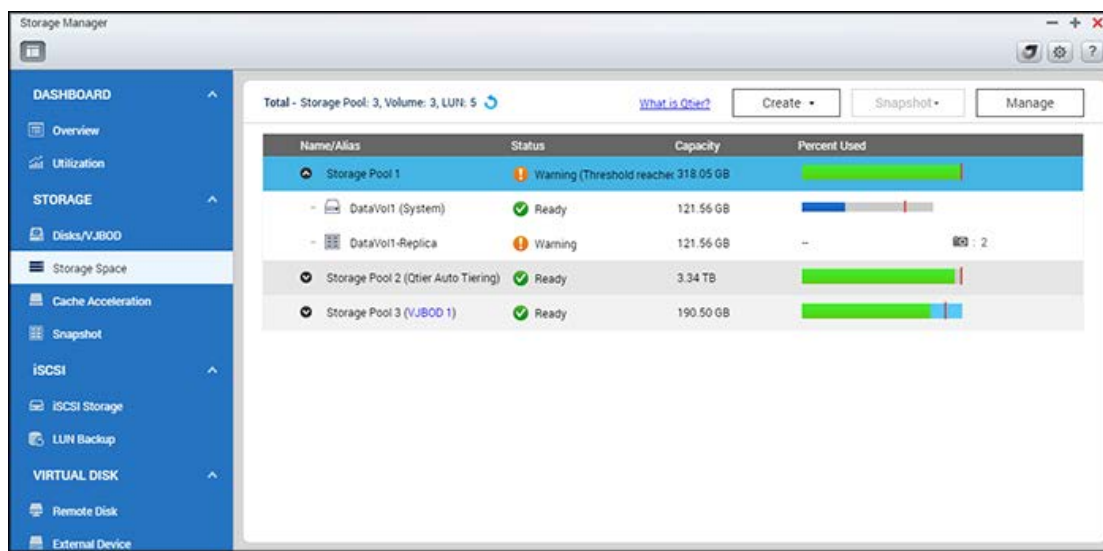 Storage Manager
DASHBOARD
Overview
Utilization
STORAGE
Disks/VJBOD
Storage Space
Cache Acceleration
Snapshot
iSCSI
iSCSI Storage
LUN Backup
VIRTUAL DISK
Remote Disk
External Device
Total - Storage Pool: 3, Volume: 3, LUN: 5 What is Qtier? Create Snapshot Manage
Name/Alias Status Capacity Percent Used
Storage Pool 1 Warning (Threshold reache 318.05 GB
DataVol1 (System) Ready 121.56 GB
DataVol1-Replica Warning 121.56 GB -- : 2
Storage Pool 2 (Qtier Auto Tiering) Ready 3.34 TB
Storage Pool 3 (VJBOD 1) Ready 190.50 GB